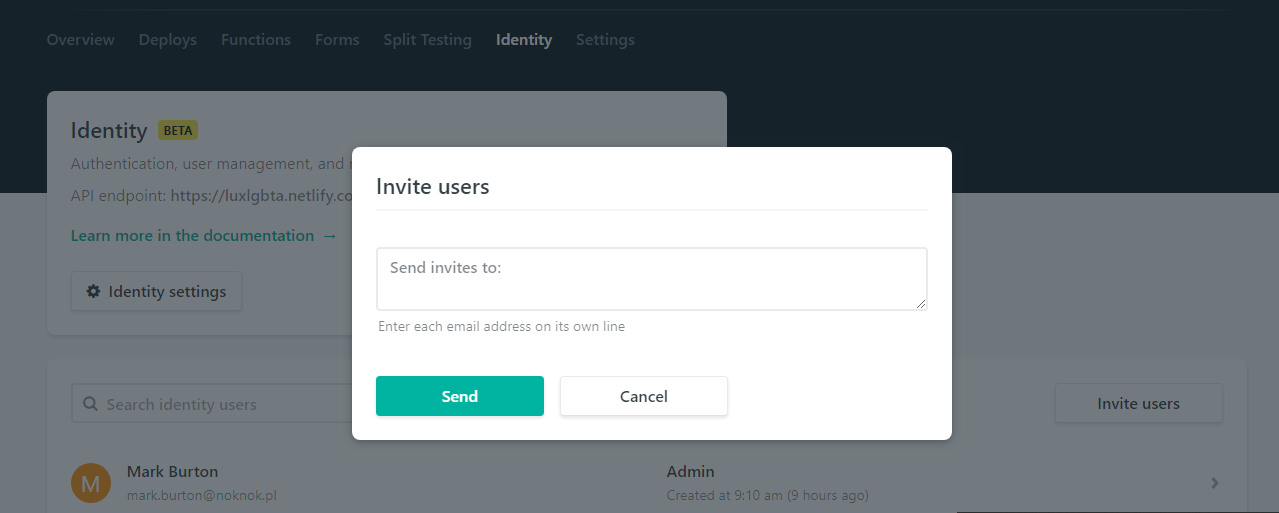 Overview Deploys Functions Forms Split Testing Identity Settings
Identity BETA
Authentication, user management, and
API endpoint: https://luxlgbta.netlify.co
Learn more in the documentation →
Identity settings
Invite users
Send invites to:
Enter each email address on its own line
Send Cancel
Search identity users
Invite users
Mark Burton Admin
mark.burton@noknok.pl Created at 9:10 am (9 hours ago)
M